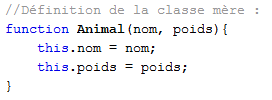 //Définition de la classe mère :
function Animal(nom, poids){
    this.nom = nom;
    this.poids = poids;
}